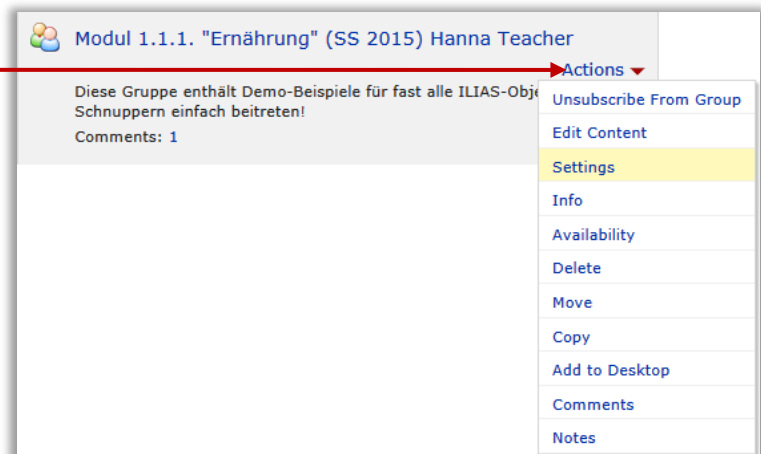 Modul 1.1.1. "Ernährung" (SS 2015) Hanna Teacher
Actions
Diese Gruppe enthält Demo-Beispiele für fast alle ILIAS-Obje
Schnuppern einfach beitreten!
Comments: 1
Unsubscribe From Group
Edit Content
Settings
Info
Availability
Delete
Move
Copy
Add to Desktop
Comments
Notes